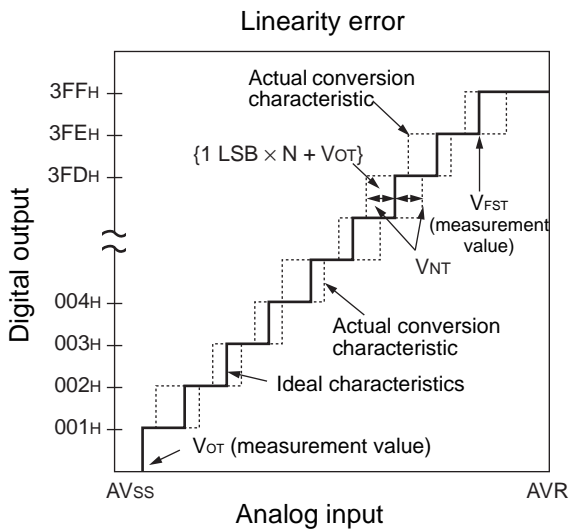 Linearity error
Digital output
3FFH
3FEH
3FDH
004H
003H
002H
001H
Actual conversion
characteristic
{1 LSB × N + VOT}
VFST
(measurement
value)
VNT
Actual conversion
characteristic
Ideal characteristics
VOT (measurement value)
AVSS
AVR
Analog input